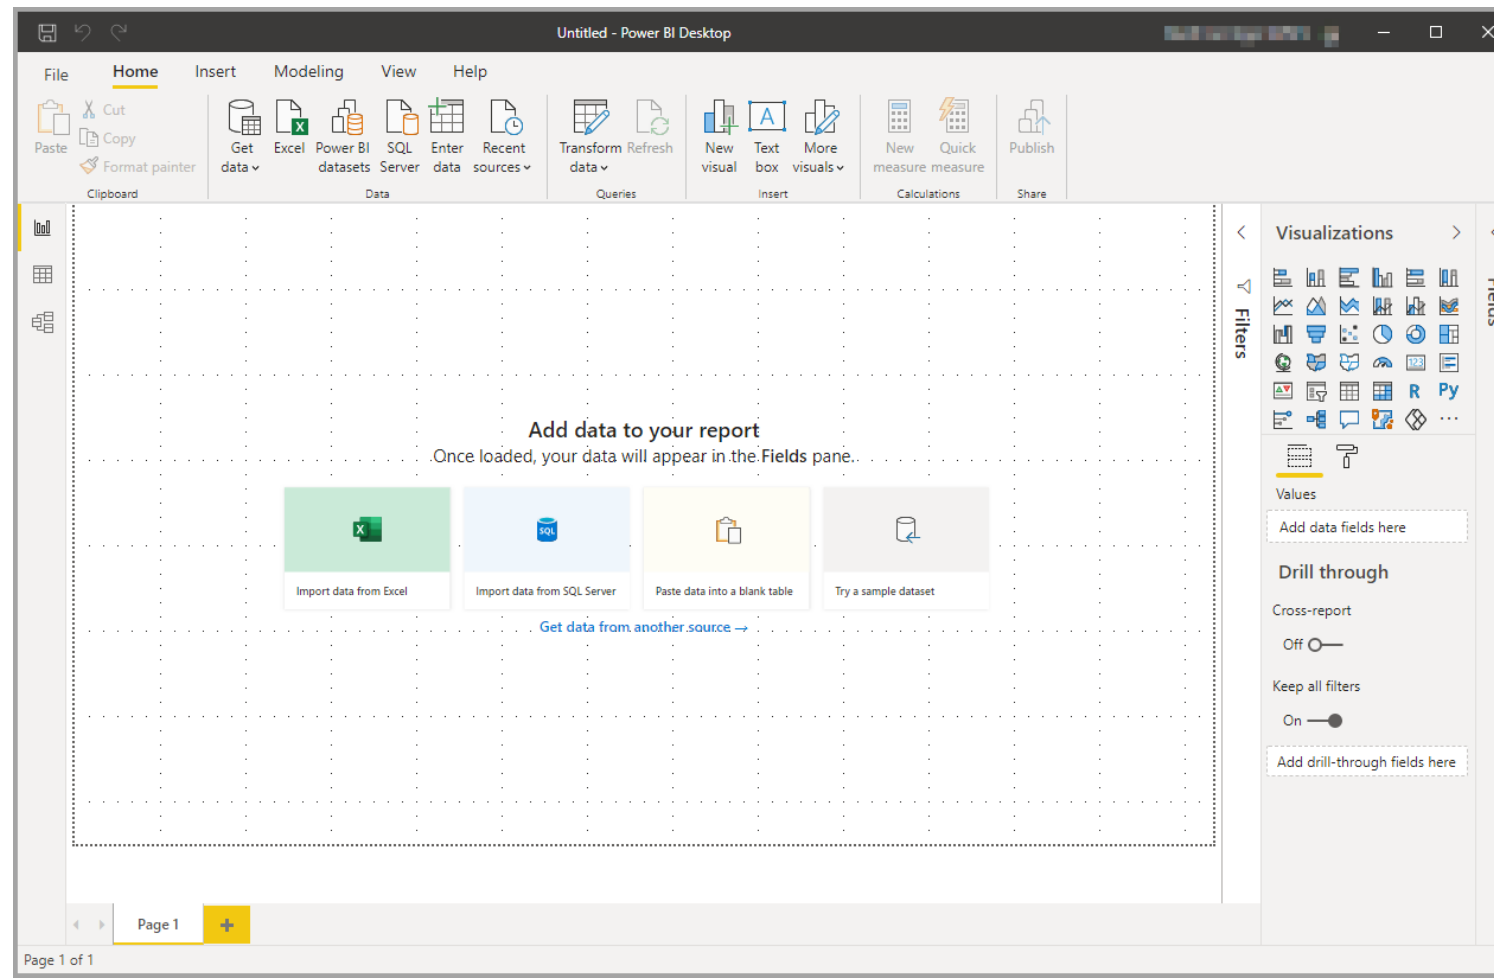 Untitled - Power BI Desktop
File Home Insert Modeling View Help
Paste
Cut
Copy
Format painter
Clipboard
Get data
Excel
Power BI datasets
SQL Server
Enter data
Recent sources
Data
Transform data
Refresh
Queries
New visual
Text box
More visuals
Insert
New measure
Quick measure
Calculations
Publish
Share
Add data to your report
Once loaded, your data will appear in the Fields pane.
X
SQL
Import data from Excel
Import data from SQL Server
Paste data into a blank table
Try a sample dataset
Get data from another source →
Filters
Visualizations
123
R Py
Values
Add data fields here
Drill through
Cross-report
Off
Keep all filters
On
Add drill-through fields here
Fields
Page 1
Page 1 of 1